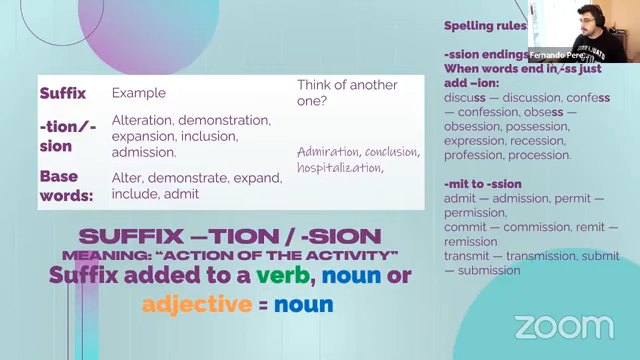 Suffix Example Think of another one?
-tion/-sion
Alteration, demonstration,
expansion, inclusion,
admission.
Admiration, conclusion,
hospitalization,
Base words:
Alter, demonstrate, expand,
include, admit
SUFFIX –TION / -SION
MEANING: “ACTION OF THE ACTIVITY”
Suffix added to a verb, noun or
adjective = noun
Spelling rules:
-ssion endings
When words end in -ss just
add –ion:
discuss — discussion, confess
— confession, obsess —
obsession, possession,
expression, recession,
profession, procession.
-mit to -ssion
admit — admission, permit —
permission,
commit — commission, remit —
remission
transmit — transmission, submit
— submission
Fernando Pere
zoom